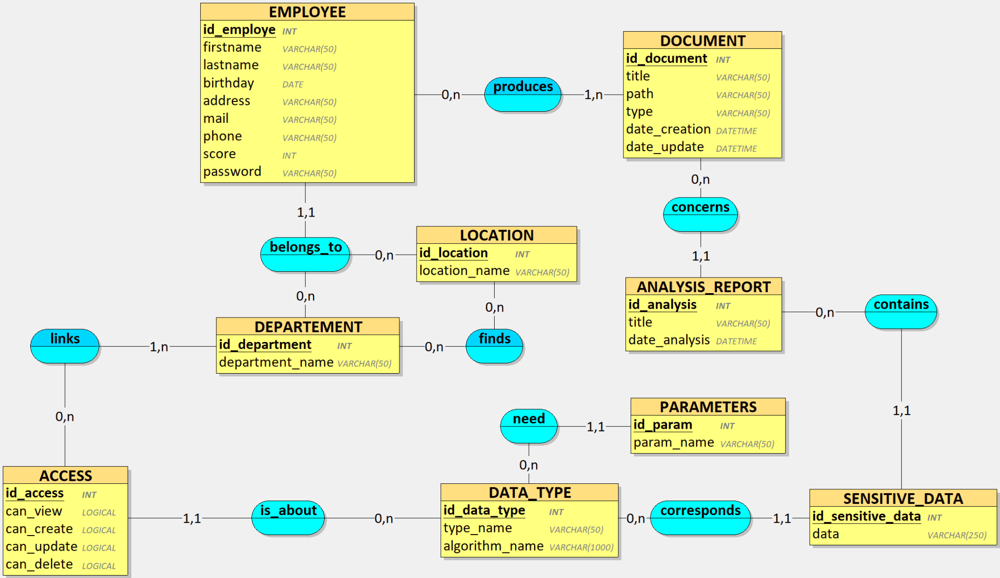 EMPLOYEE
id_employe INT
firstname VARCHAR(50)
lastname VARCHAR(50)
birthday DATE
address VARCHAR(50)
mail VARCHAR(50)
phone VARCHAR(50)
score INT
password VARCHAR(50)
0,n
produces
1,n
DOCUMENT
id_document INT
title VARCHAR(50)
path VARCHAR(50)
type VARCHAR(50)
date_creation DATETIME
date_update DATETIME
0,n
concerns
1,1
1,1
belongs_to
0,n
LOCATION
id_location INT
location_name VARCHAR(50)
0,n
0,n
finds
0,n
DEPARTEMENT
id_department INT
department_name VARCHAR(50)
1,n
links
0,n
ANALYSIS_REPORT
id_analysis INT
title VARCHAR(50)
date_analysis DATETIME
0,n
contains
1,1
PARAMETERS
id_param INT
param_name VARCHAR(50)
1,1
need
0,n
ACCESS
id_access INT
can_view LOGICAL
can_create LOGICAL
can_update LOGICAL
can_delete LOGICAL
1,1
is_about
0,n
DATA_TYPE
id_data_type INT
type_name VARCHAR(50)
algorithm_name VARCHAR(1000)
0,n
corresponds
1,1
SENSITIVE_DATA
id_sensitive_data INT
data VARCHAR(250)